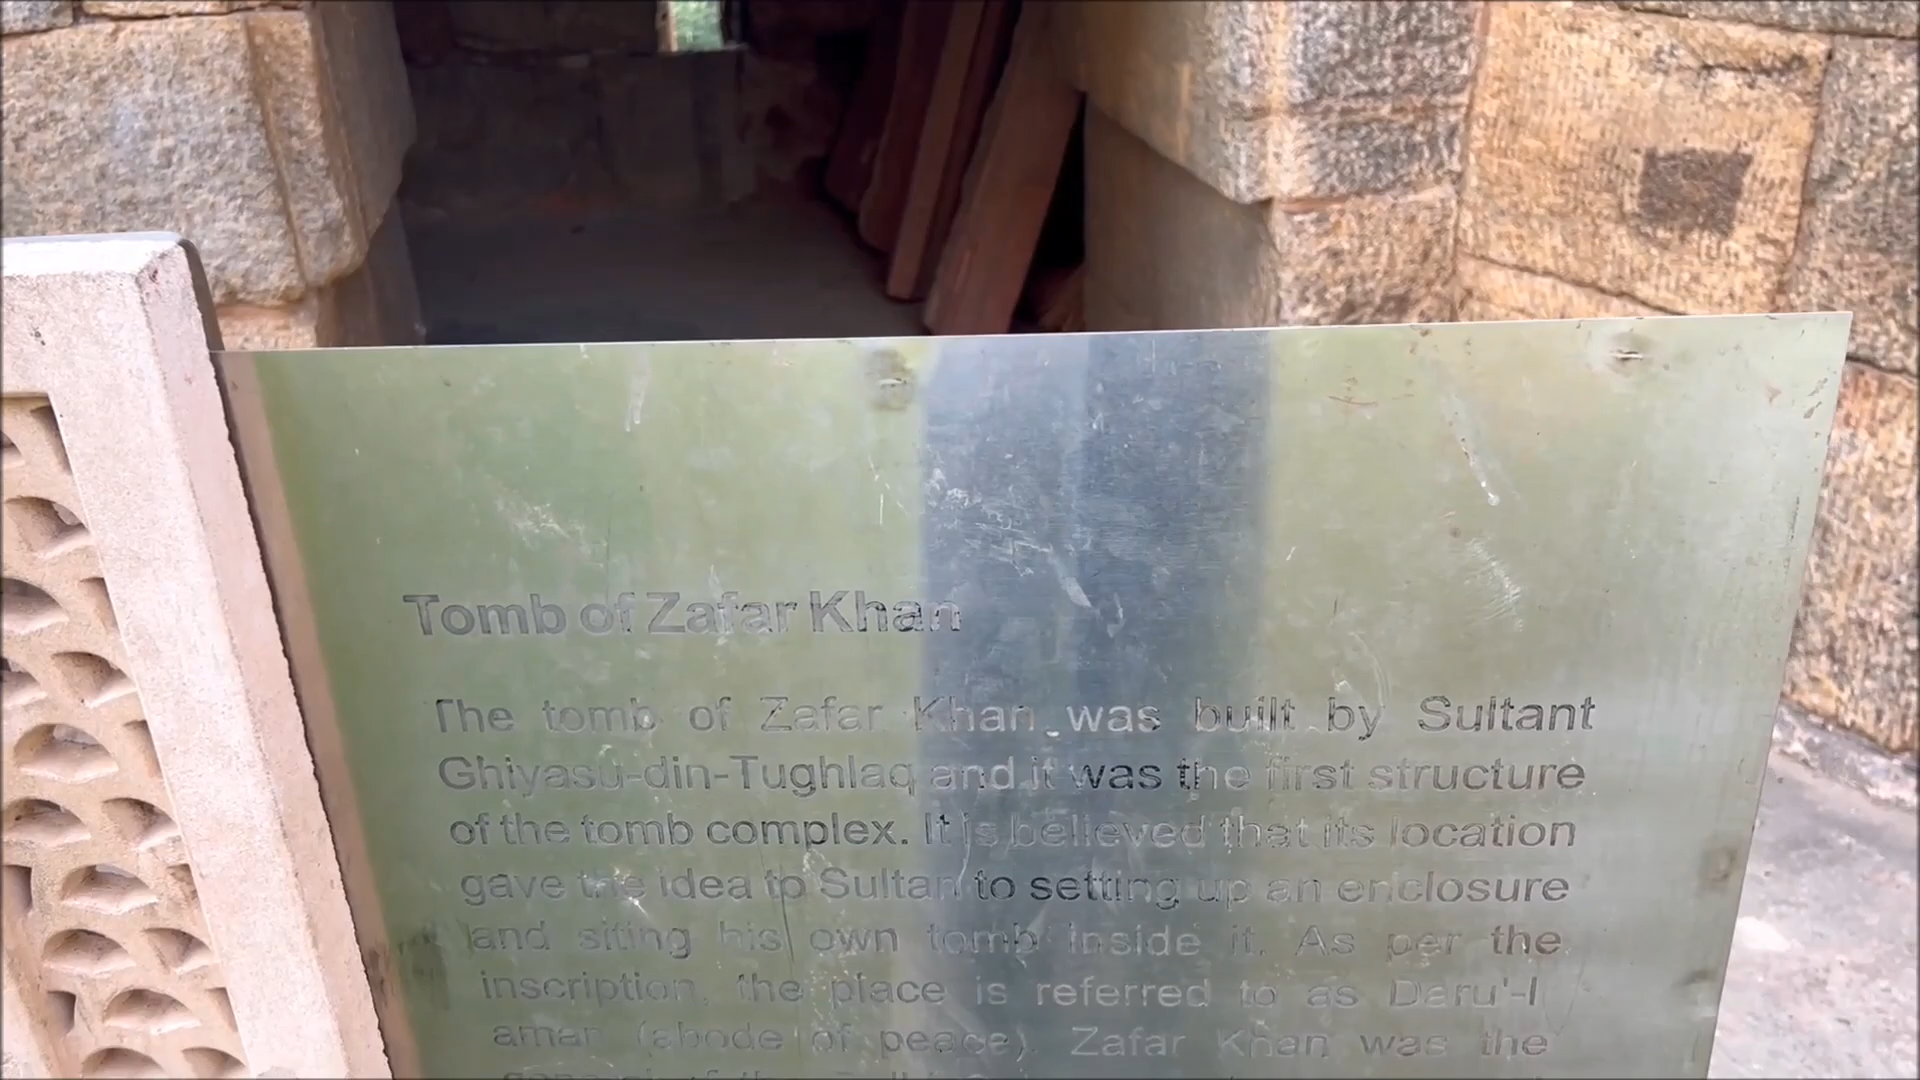 Tomb of Zafar Khan
The tomb of Zafar Khan was built by Sultant
Ghiyasu-din-Tughlaq and it was the first structure
of the tomb complex. It is believed that its location
gave the idea to Sultan to setting up an enclosure
and siting his own tomb inside it. As per the
inscription, the place is referred to as Daru'-l
aman (abode of peace). Zafar Khan was the